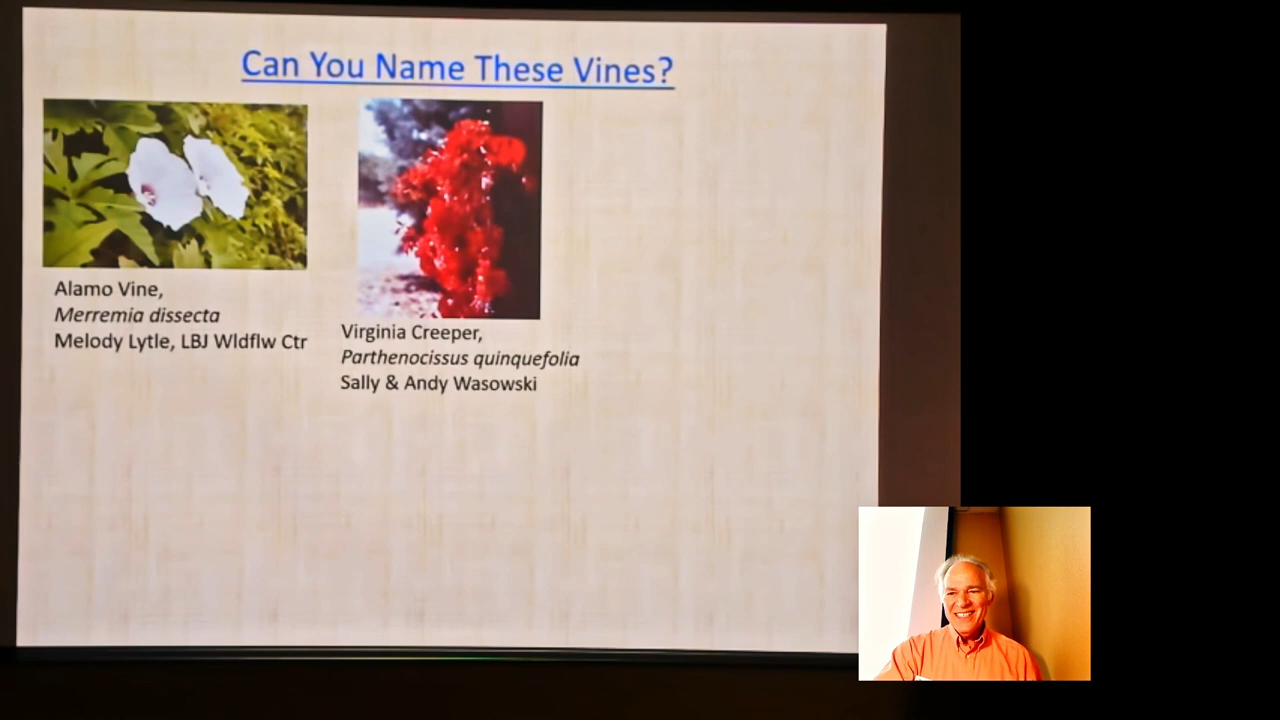 Can You Name These Vines?
Alamo Vine,
Merremia dissecta
Melody Lytle, LBJ Wldflw Ctr
Virginia Creeper,
Parthenocissus quinquefolia
Sally & Andy Wasowski